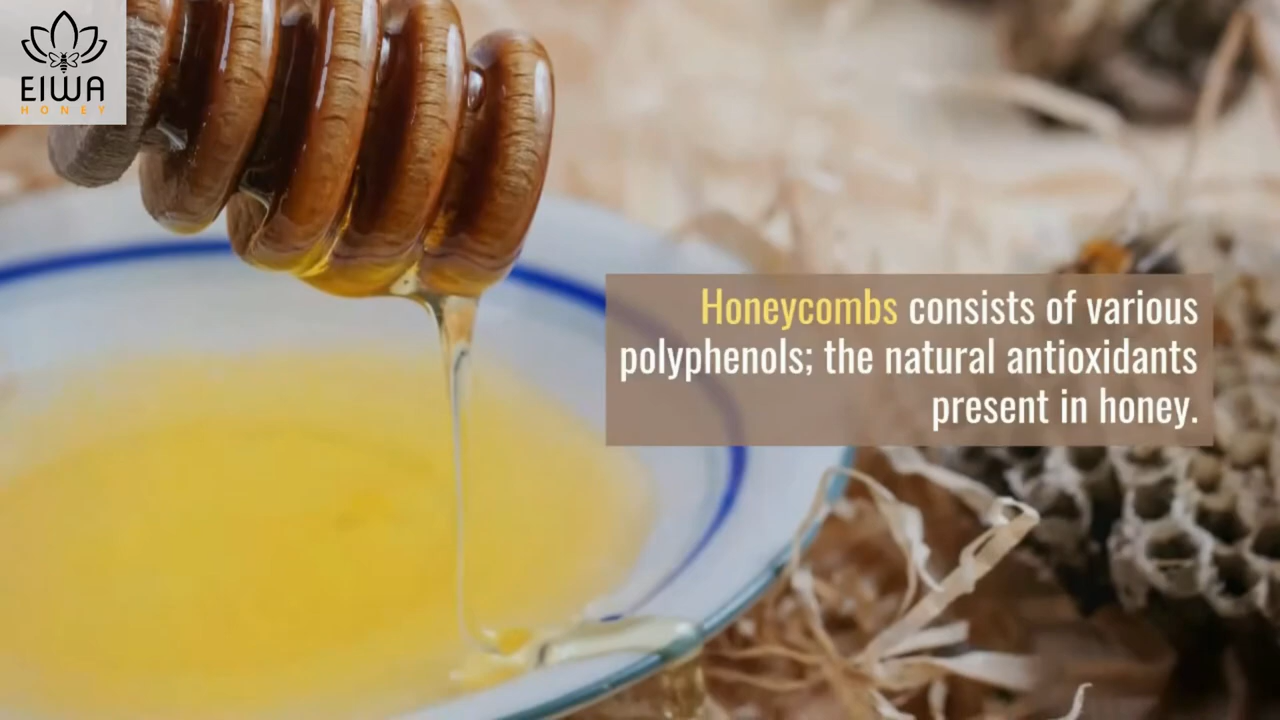 EIWA
HONEY
Honeycombs consists of various
polyphenols; the natural antioxidants
present in honey.